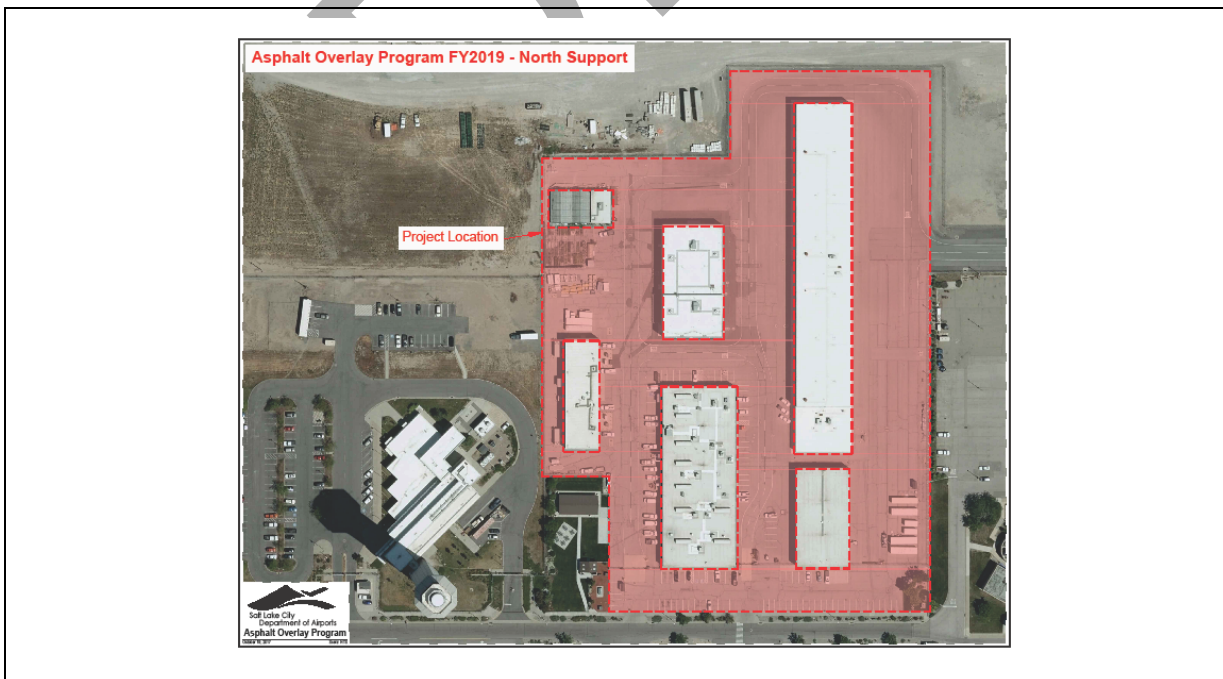 Asphalt Overlay Program FY2019 - North Support
Project Location
Salt Lake City
Department of Airports
Asphalt Overlay Program